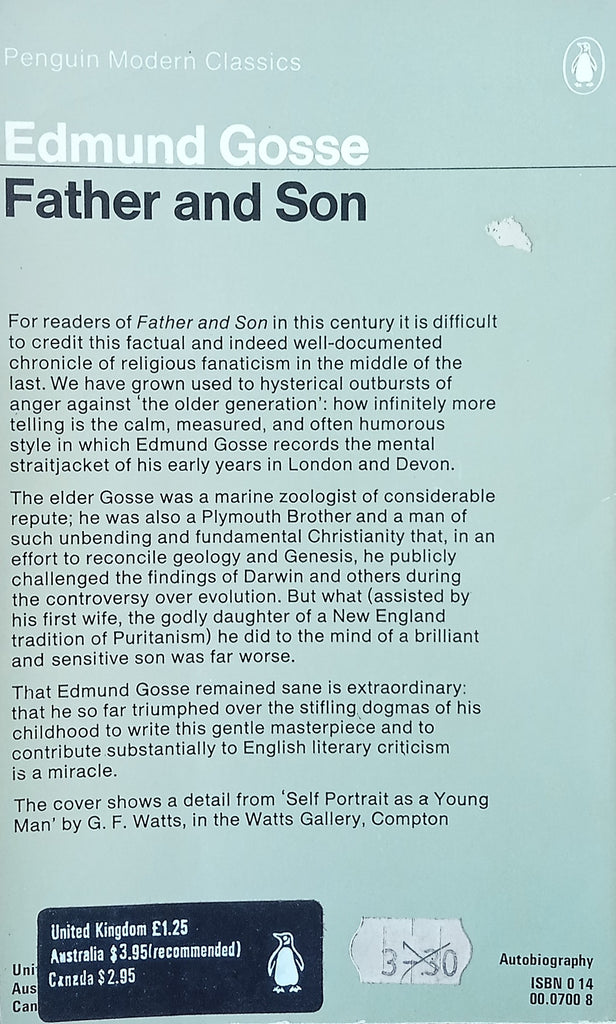 Penguin Modern Classics
Edmund Gosse
Father and Son
For readers of Father and Son in this century it is difficult
to credit this factual and indeed well-documented
chronicle of religious fanaticism in the middle of the
last. We have grown used to hysterical outbursts of
anger against 'the older generation': how infinitely more
telling is the calm, measured, and often humorous
style in which Edmund Gosse records the mental
straitjacket of his early years in London and Devon.
The elder Gosse was a marine zoologist of considerable
repute; he was also a Plymouth Brother and a man of
such unbending and fundamental Christianity that, in an
effort to reconcile geology and Genesis, he publicly
challenged the findings of Darwin and others during
the controversy over evolution. But what (assisted by
his first wife, the godly daughter of a New England
tradition of Puritanism) he did to the mind of a brilliant
and sensitive son was far worse.
That Edmund Gosse remained sane is extraordinary:
that he so far triumphed over the stifling dogmas of his
childhood to write this gentle masterpiece and to
contribute substantially to English literary criticism
is a miracle.
The cover shows a detail from 'Self Portrait as a Young
Man' by G. F. Watts, in the Watts Gallery, Compton
United Kingdom £1.25
Australia $3.95(recommended)
Canada $2.95
Uni
Aus
Can
3-30
Autobiography
ISBN 0 14
00.0700 8